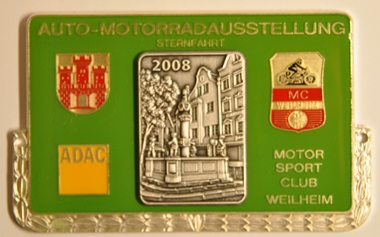 AUTO-MOTORRADAUSSTELLUNG
STERNFAHRT
2008
MC
WEILHEIM
ADAC
MOTOR
SPORT
CLUB
WEILHEIM